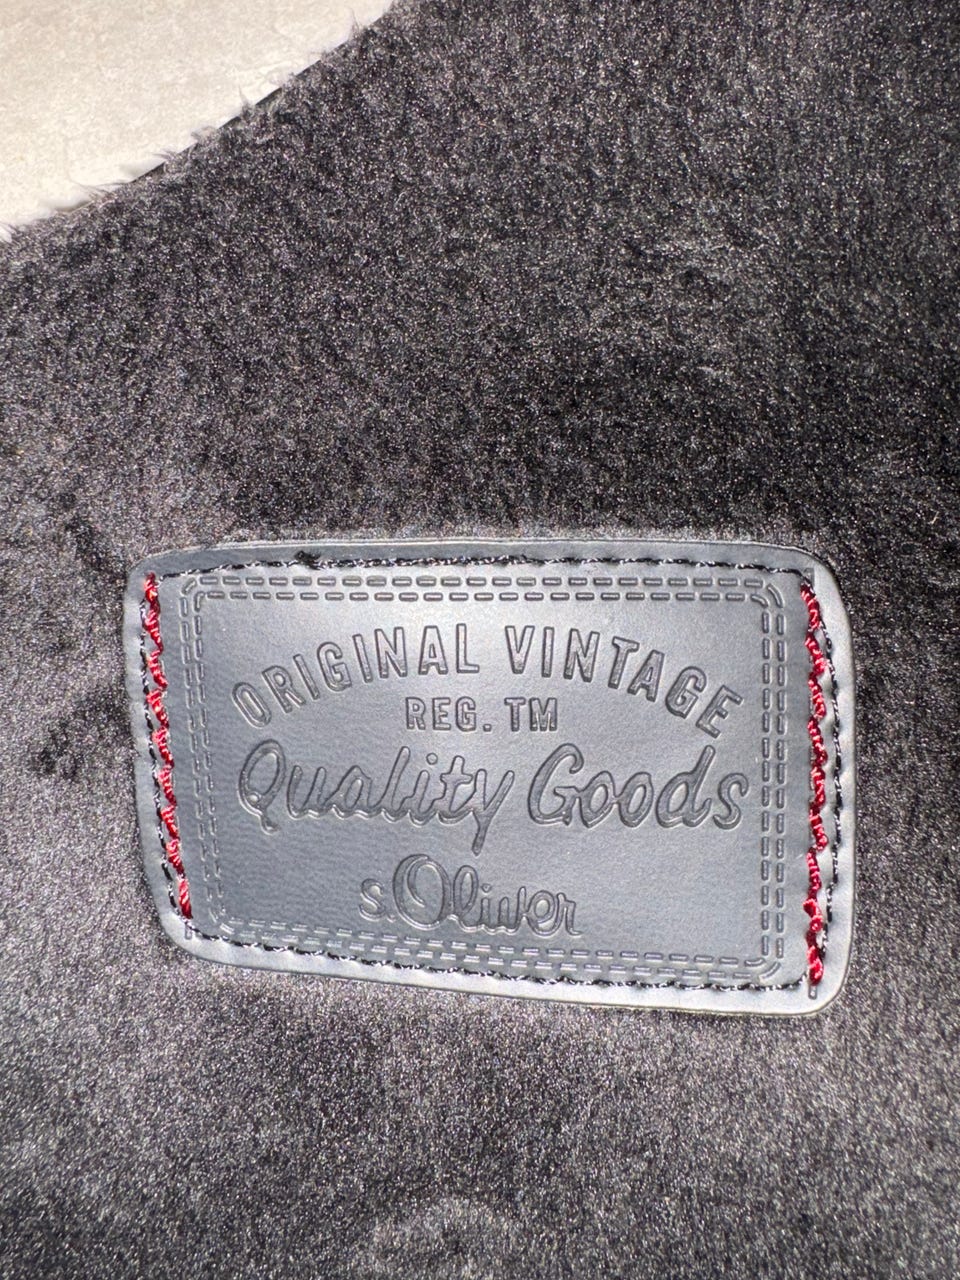 ORIGINAL VINTAGE
REG. TM
Quality Goods
s.Oliver